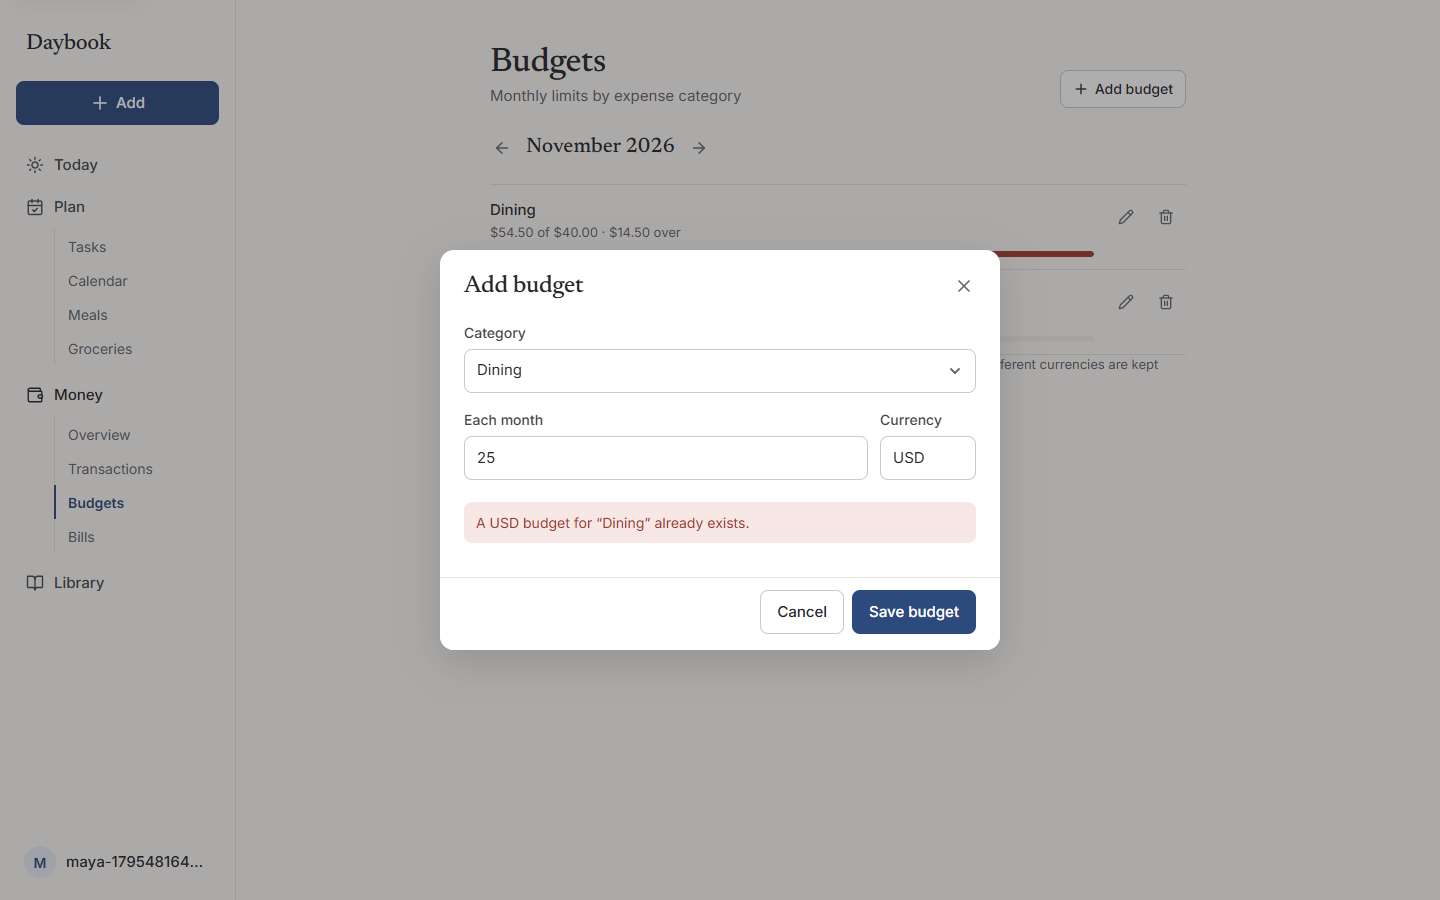 Daybook
Add
Today
Plan
Tasks
Calendar
Meals
Groceries
Money
Overview
Transactions
Budgets
Bills
Library
M
maya-179548164...
Budgets
Monthly limits by expense category
Add budget
November 2026
Dining
$54.50 of $40.00 · $14.50 over
currencies are kept
Add budget
Category
Dining
Each month
Currency
25
USD
A USD budget for “Dining” already exists.
Cancel
Save budget